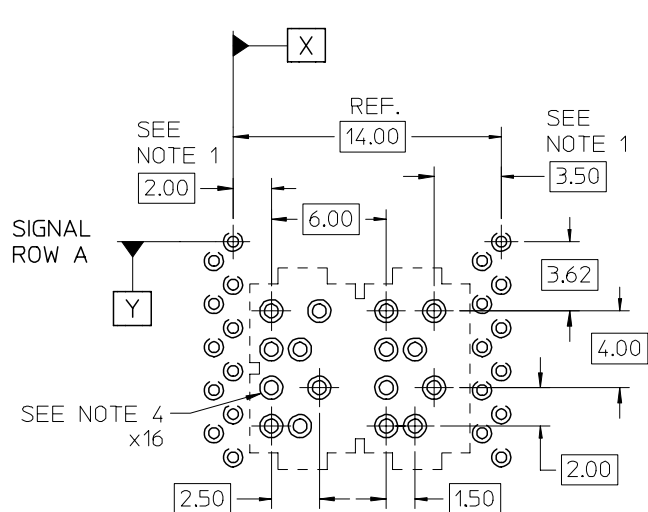 X
REF.
14.00
SEE
NOTE 1
2.00
SEE
NOTE 1
3.50
6.00
SIGNAL
ROW A
Y
3.62
4.00
SEE NOTE 4
x16
2.00
2.50
1.50